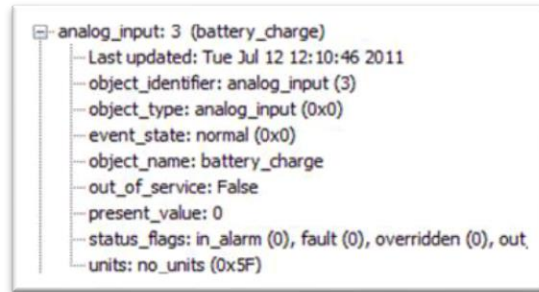 analog_input: 3 (battery_charge)
Last updated: Tue Jul 12 12:10:46 2011
object_identifier: analog_input (3)
object_type: analog_input (0x0)
event_state: normal (0x0)
object_name: battery_charge
out_of_service: False
present_value: 0
status_flags: in_alarm (0), fault (0), overridden (0), out_
units: no_units (0x5F)